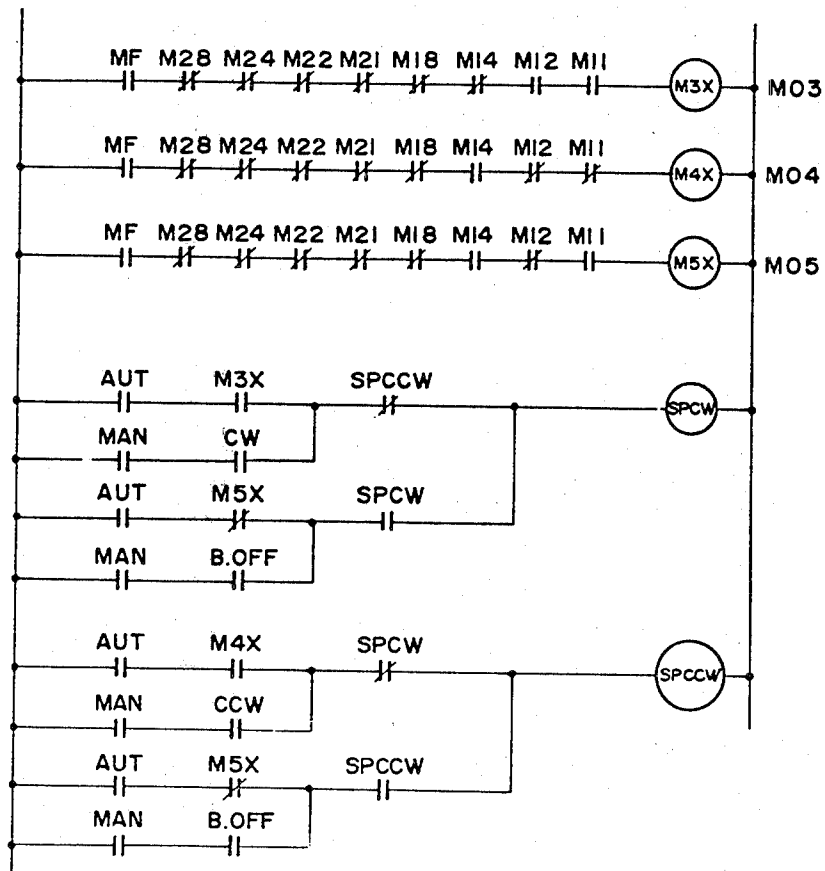 MF M28 M24 M22 M21 M18 M14 M12 M11
M3X M03
MF M28 M24 M22 M21 M18 M14 M12 M11
M4X M04
MF M28 M24 M22 M21 M18 M14 M12 M11
M5X M05
AUT M3X SPCCW
SPCW
MAN CW
AUT M5X SPCW
MAN B.OFF
AUT M4X SPCW
SPCCW
MAN CCW
AUT M5X SPCCW
MAN B.OFF